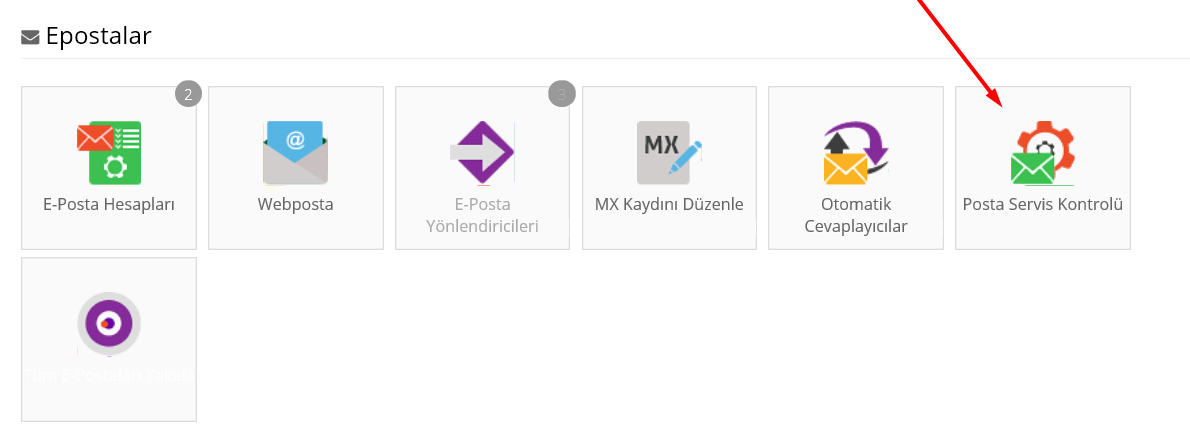 Epostalar
2
3
@
MX
E-Posta Hesapları
Webposta
E-Posta
Yönlendiricileri
MX Kaydını Düzenle
Otomatik
Cevaplayıcılar
Posta Servis Kontrolü
Tüm E-Postaları Yakala